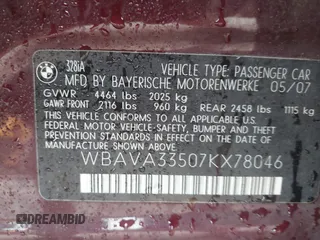 BMW
328iA VEHICLE TYPE: PASSENGER CAR
MFD BY BAYERISCHE MOTORENWERKE 05/07
GVWR 4464 lbs 2025 kg
GAWR FRONT 2116 lbs 960 kg REAR 2458 lbs 1115 kg
THIS VEHICLE CONFORMS TO ALL APPLICABLE
FEDERAL MOTOR VEHICLE SAFETY, BUMPER,
AND THEFT PREVENTION STANDARDS IN EFFECT ON
THE DATE OF MANUFACTURE SHOWN ABOVE.
WBAVA33507KX78046
DREAMBID